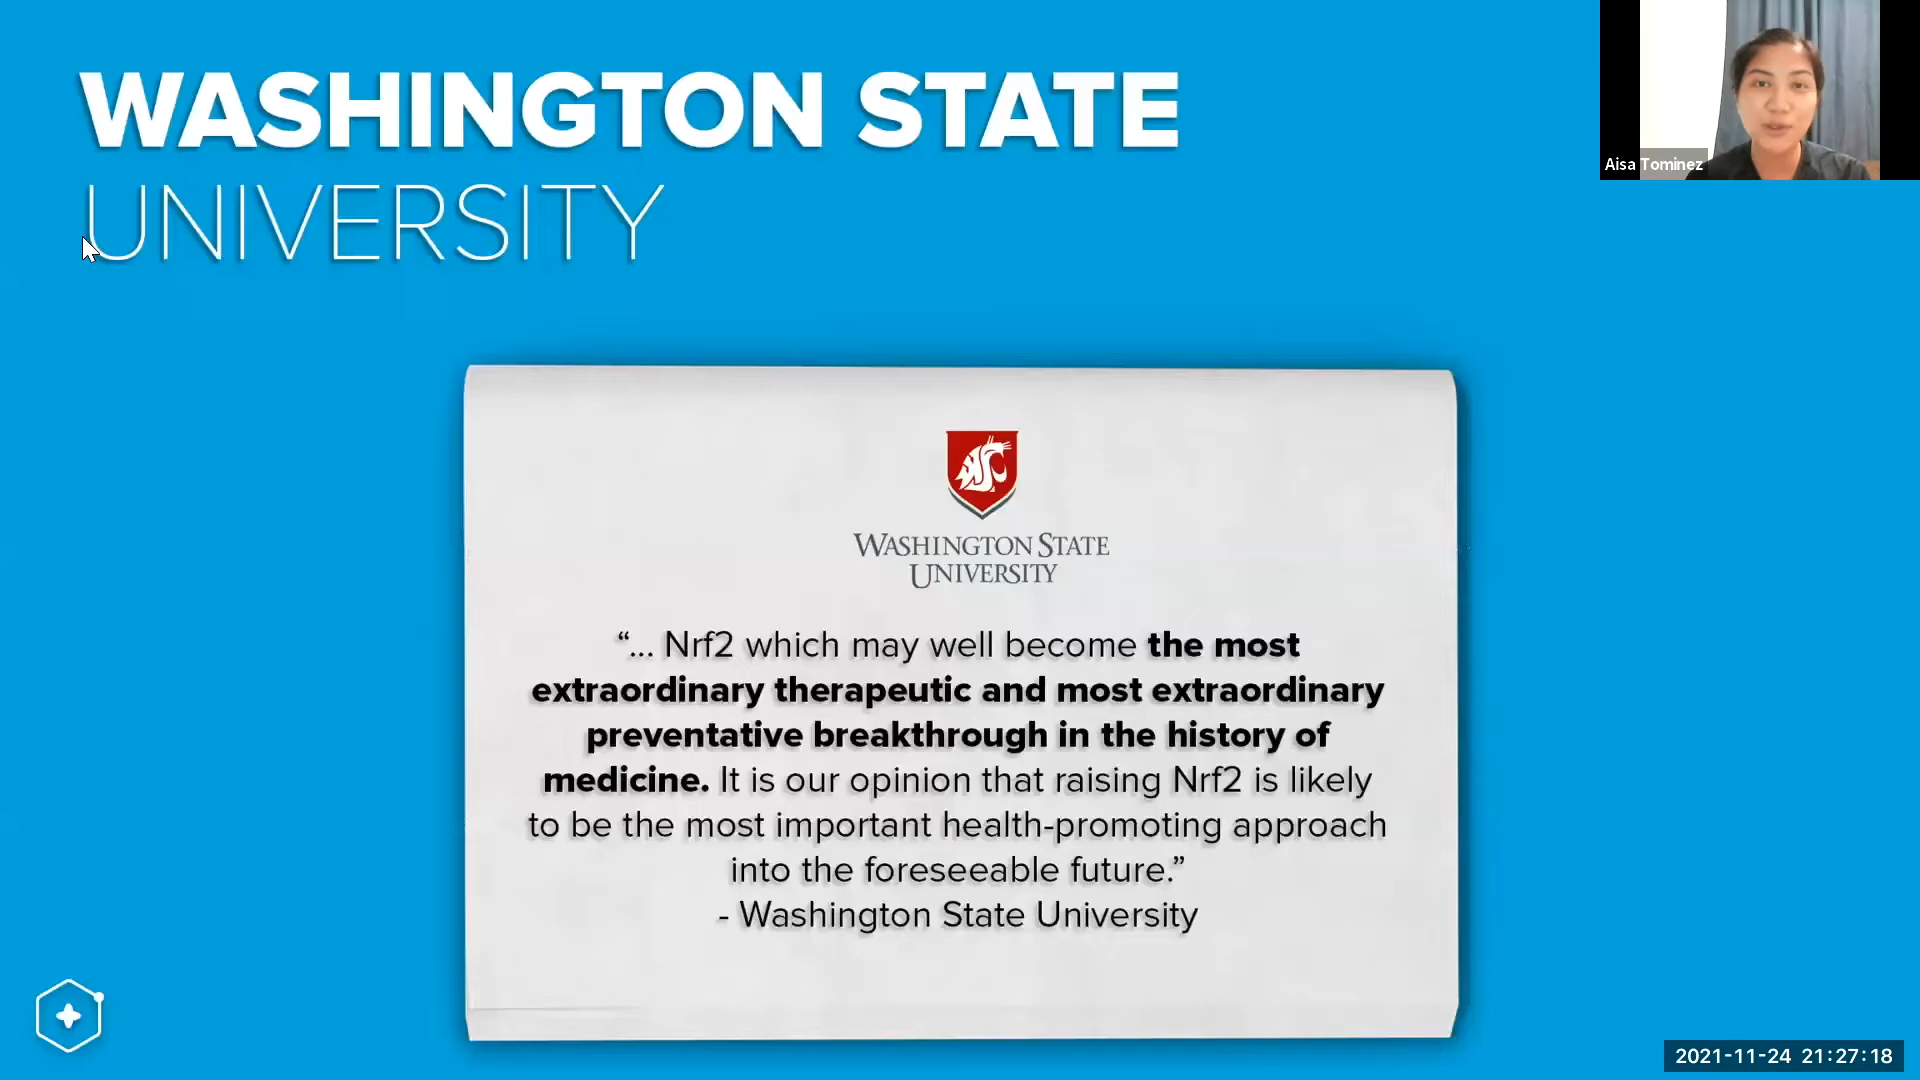 WASHINGTON STATE
UNIVERSITY
Aisa Tominez
WASHINGTON STATE
UNIVERSITY
“... Nrf2 which may well become the most
extraordinary therapeutic and most extraordinary
preventative breakthrough in the history of
medicine. It is our opinion that raising Nrf2 is likely
to be the most important health-promoting approach
into the foreseeable future.”
- Washington State University
2021-11-24 21:27:18